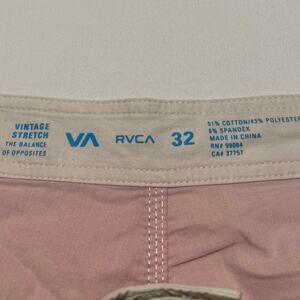 VINTAGE
STRETCH
THE BALANCE
OF OPPOSITES
VA RVCA 32
51% COTTON/43% POLYESTER
6% SPANDEX
MADE IN CHINA
RN# 99084
CA# 37757